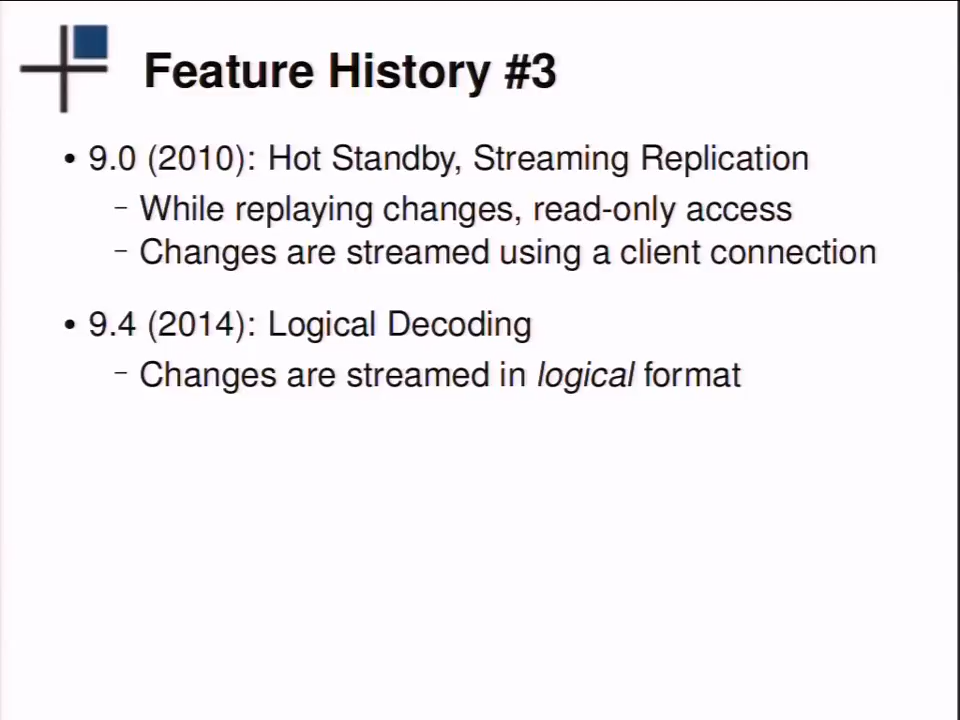 Feature History #3
• 9.0 (2010): Hot Standby, Streaming Replication
– While replaying changes, read-only access
– Changes are streamed using a client connection
• 9.4 (2014): Logical Decoding
– Changes are streamed in logical format